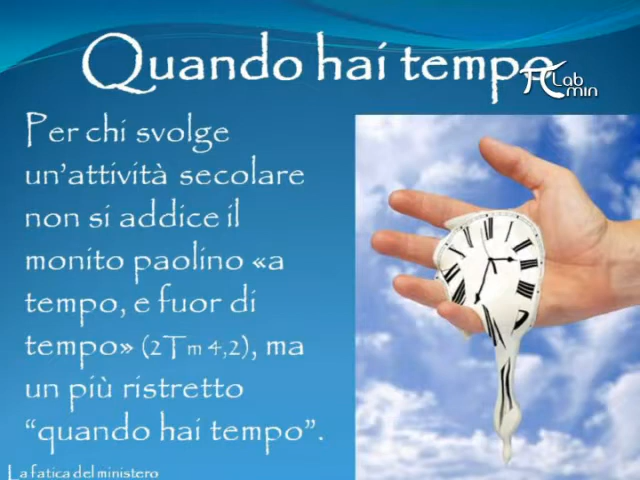 Quando hai tempo
Lab
min
Per chi svolge
un'attività secolare
non si addice il
monito paolino «a
tempo, e fuor di
tempo» (2Tm 4,2), ma
un più ristretto
“quando hai tempo”.
La fatica del ministero